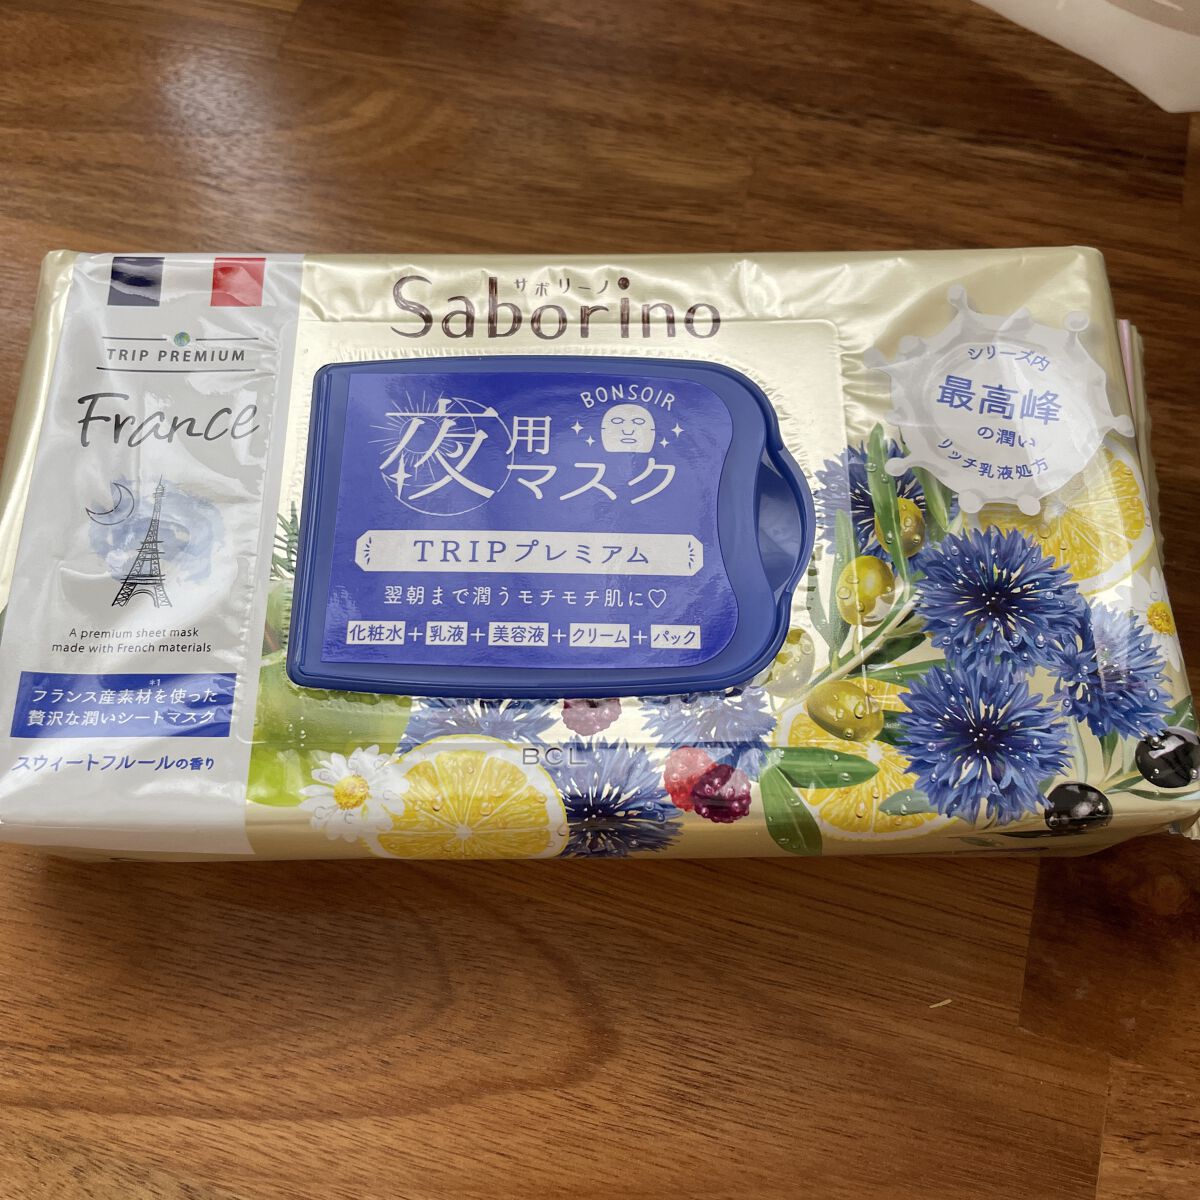 TRIP PREMIUM
France
A premium sheet mask
made with French materials
*1
フランス産素材を使った
贅沢な潤いシートマスク
スウィートフルールの香り
サボリーノ
Saborino
BONSOIR
夜用
マスク
TRIPプレミアム
翌朝まで潤うモチモチ肌に♡
化粧水+乳液+美容液+クリーム+パック
BCL
シリーズ内
最高峰
の潤い
リッチ乳液処方